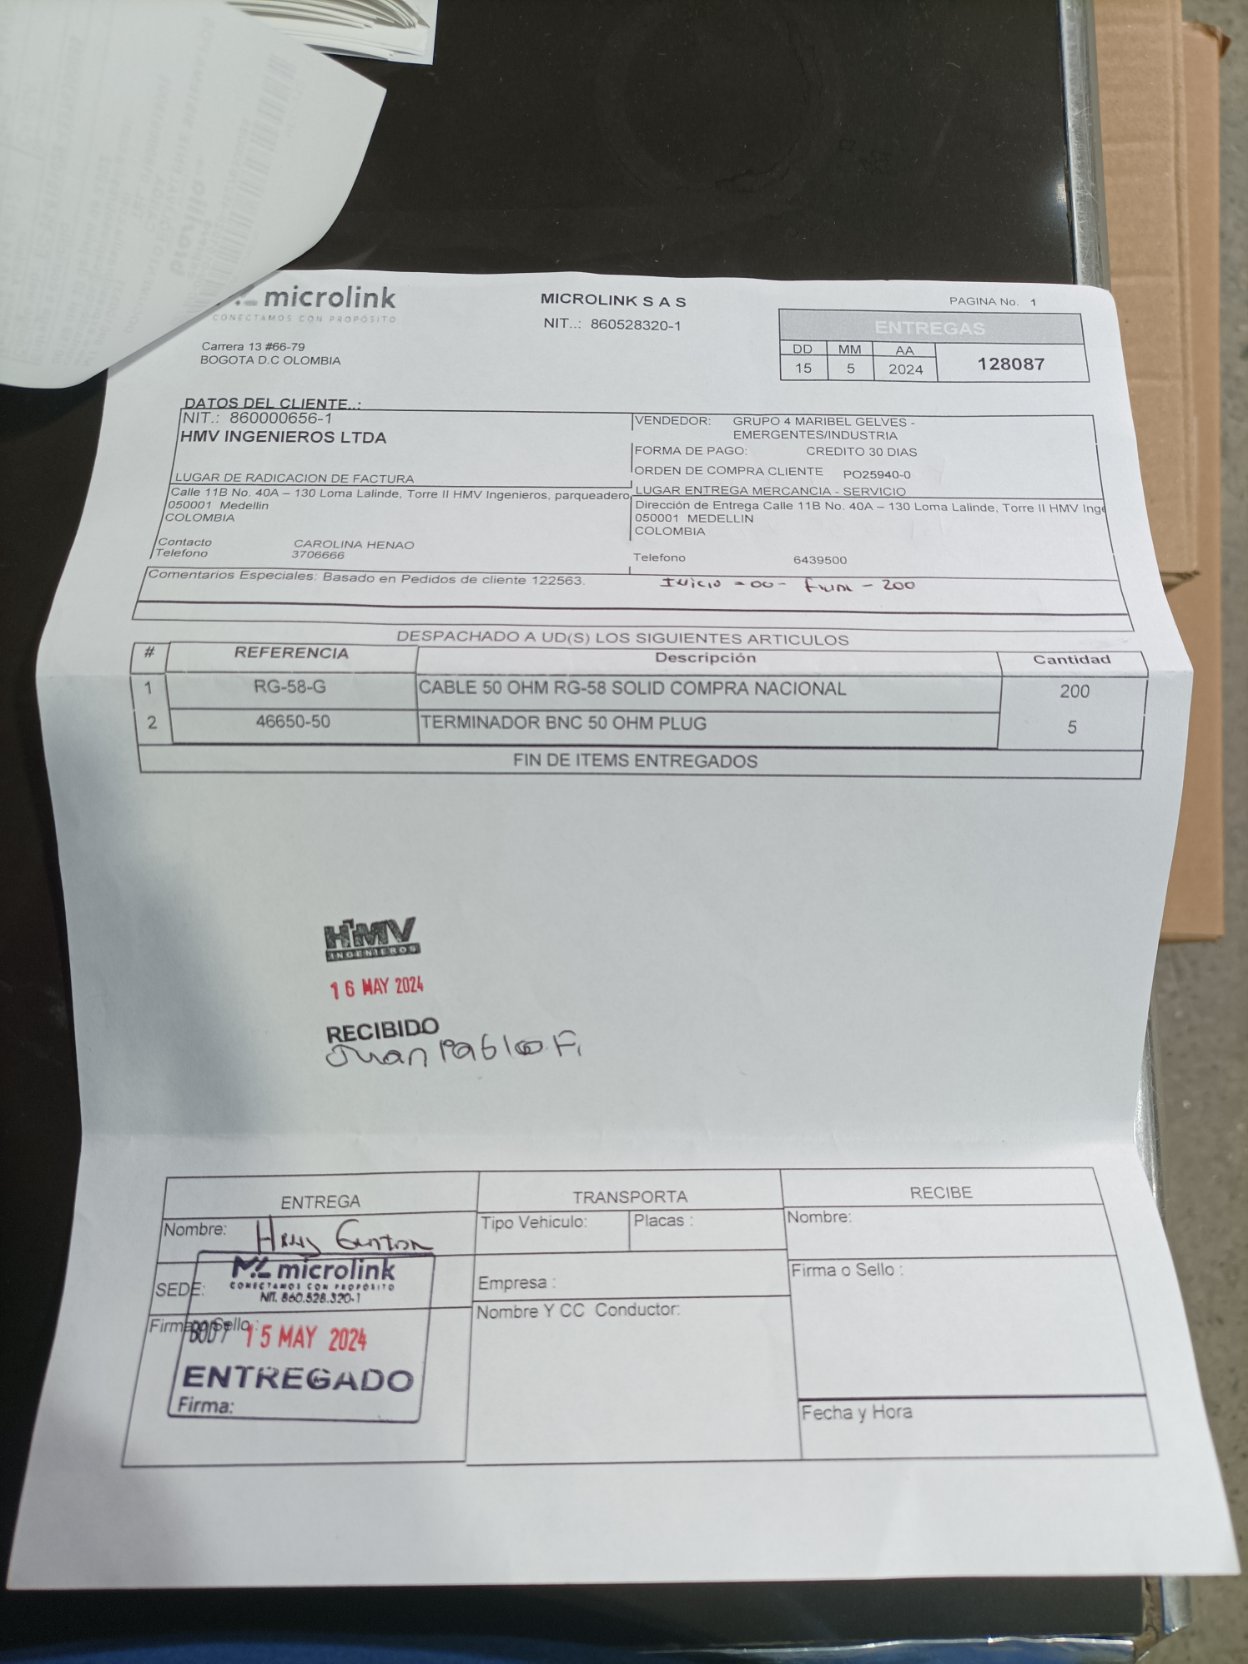 microlink
CONECTAMOS CON PROPÓSITO
MICROLINK S A S
NIT..: 860528320-1
PAGINA No. 1
ENTREGAS
DD MM AA
15 5 2024 128087
Carrera 13 #66-79
BOGOTA D.C OLOMBIA
DATOS DEL CLIENTE..:
NIT.: 860000656-1
HMV INGENIEROS LTDA
VENDEDOR: GRUPO 4 MARIBEL GELVES -
EMERGENTES/INDUSTRIA
FORMA DE PAGO: CREDITO 30 DIAS
ORDEN DE COMPRA CLIENTE PO25940-0
LUGAR DE RADICACION DE FACTURA
Calle 11B No. 40A – 130 Loma Lalinde, Torre II HMV Ingenieros, parqueadero
050001 Medellin
COLOMBIA
Contacto CAROLINA HENAO
Telefono 3706666
LUGAR ENTREGA MERCANCIA - SERVICIO
Dirección de Entrega Calle 11B No. 40A – 130 Loma Lalinde, Torre II HMV Inge
050001 MEDELLIN
COLOMBIA
Telefono 6439500
Comentarios Especiales: Basado en Pedidos de cliente 122563.
Inicio - 00 - Fin - 200
DESPACHADO A UD(S) LOS SIGUIENTES ARTICULOS
# REFERENCIA Descripción Cantidad
1 RG-58-G CABLE 50 OHM RG-58 SOLID COMPRA NACIONAL 200
2 46650-50 TERMINADOR BNC 50 OHM PLUG 5
FIN DE ITEMS ENTREGADOS
HMV
INGENIEROS
16 MAY 2024
RECIBIDO
Juan Pablo F.
ENTREGA TRANSPORTA RECIBE
Nombre:
Tipo Vehiculo: Placas :
Nombre:
microlink
CONECTAMOS CON PROPÓSITO
NIT. 860.528.320-1
SEDE:
Empresa :
Firma o Sello :
Firma o Sello:
Nombre Y CC Conductor:
15 MAY 2024
ENTREGADO
Firma:
Fecha y Hora